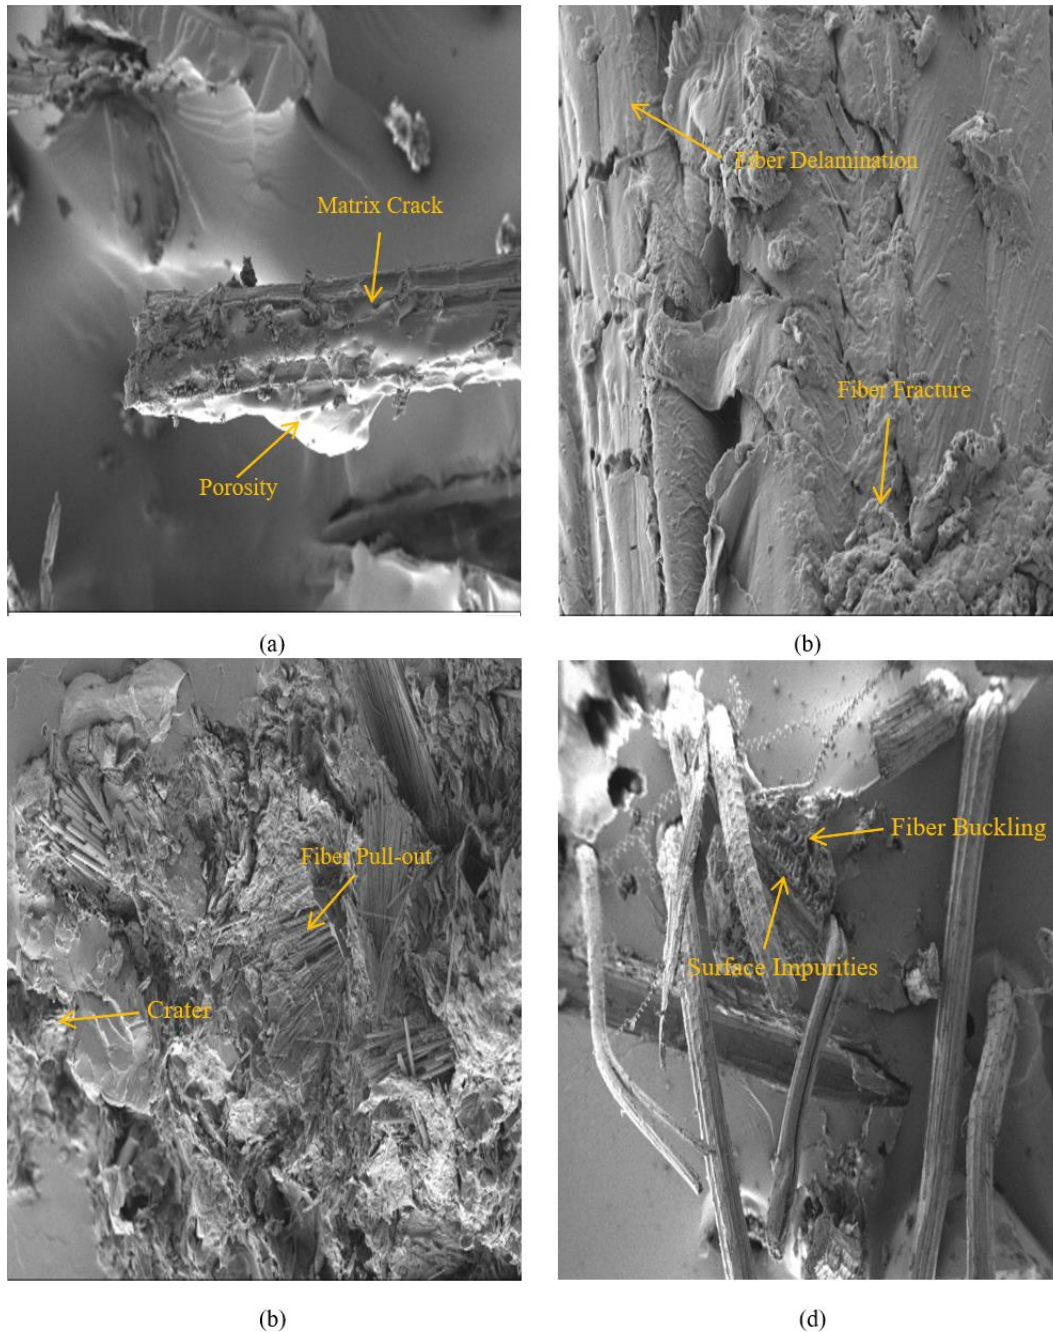 Matrix Crack
Porosity
(a)
Fiber Delamination
Fiber Fracture
(b)
Fiber Pull-out
Crater
(b)
Fiber Buckling
Surface Impurities
(d)